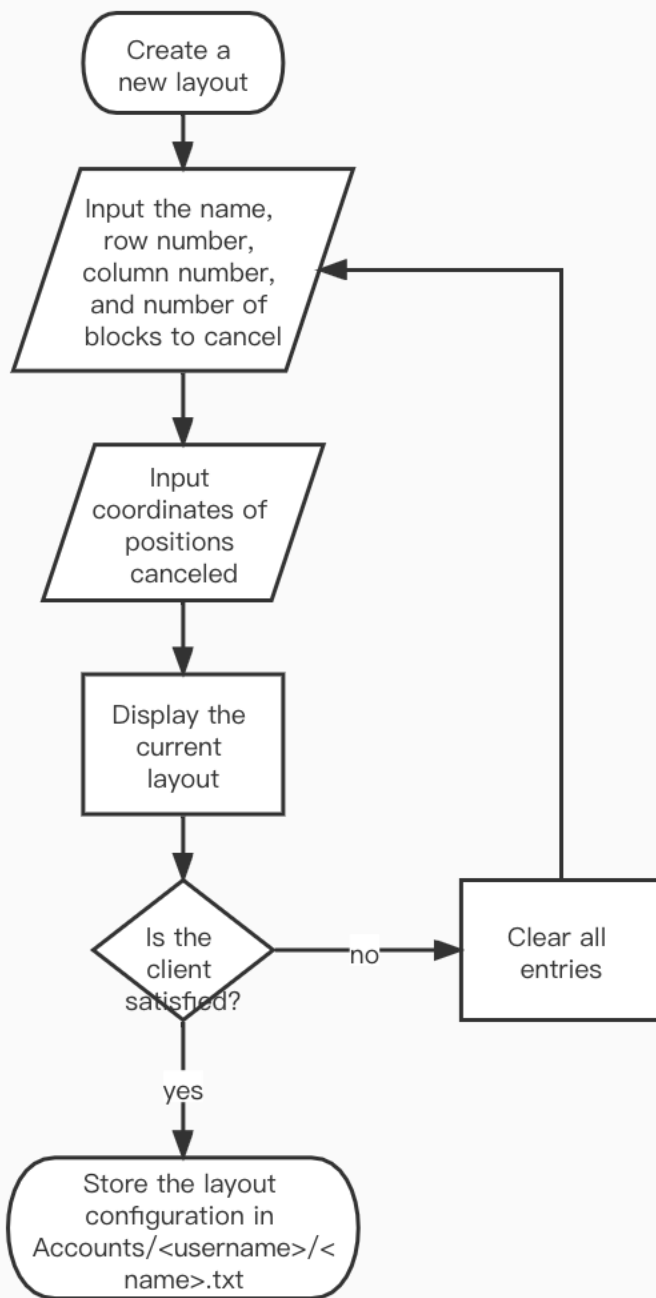 Create a
new layout
Input the name,
row number,
column number,
and number of
blocks to cancel
Input
coordinates of
positions
canceled
Display the
current
layout
Is the
client
satisfied?
no
Clear all
entries
yes
Store the layout
configuration in
Accounts/<username>/<
name>.txt